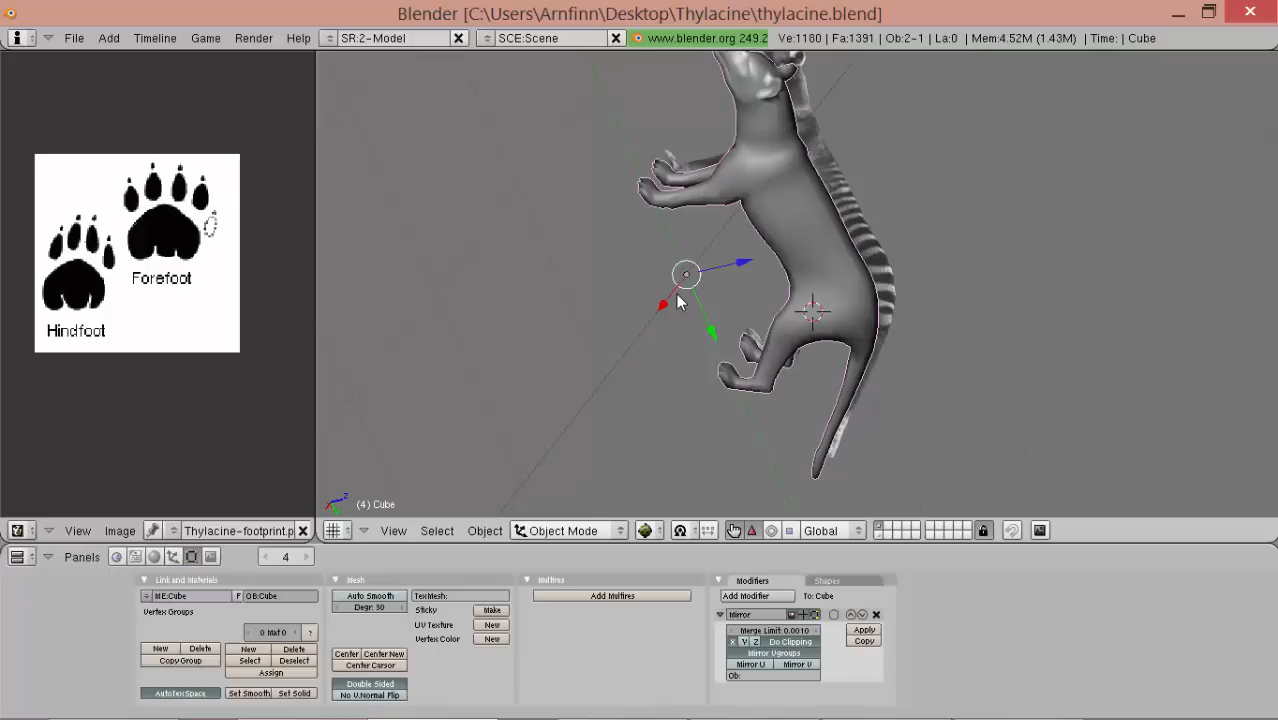 Blender [C:\Users\Arnfinn\Desktop\Thylacine\thylacine.blend]
File Add Timeline Game Render Help SR:2-Model SCE:Scene www.blender.org 249.2 Ve:1160 | Fa:1391 | Ob:2-1 | La:0 | Mem:4.52M (1.43M) | Time: | Cube
Forefoot
Hindfoot
(4) Cube
View Image Thylacine-footprint.p View Select Object Object Mode Global
Panels 4
Link and Materials Mesh Multires Modifiers Shapes
ME:Cube F OB:Cube Auto Smooth TexMesh: Add Multires Add Modifier To: Cube
Degr: 30 Sticky Make
Vertex Groups Mirror
UV Texture New Merge Limit: 0.0010 Apply
0 Mat 0 ? Vertex Color New X Y Z Do Clipping Copy
New Delete New Delete Center Center New Mirror Vgroups
Copy Group Select Deselect Center Cursor Mirror U Mirror V
Assign Ob:
Double Sided
AutoTexSpace Set Smooth Set Solid No V.Normal Flip